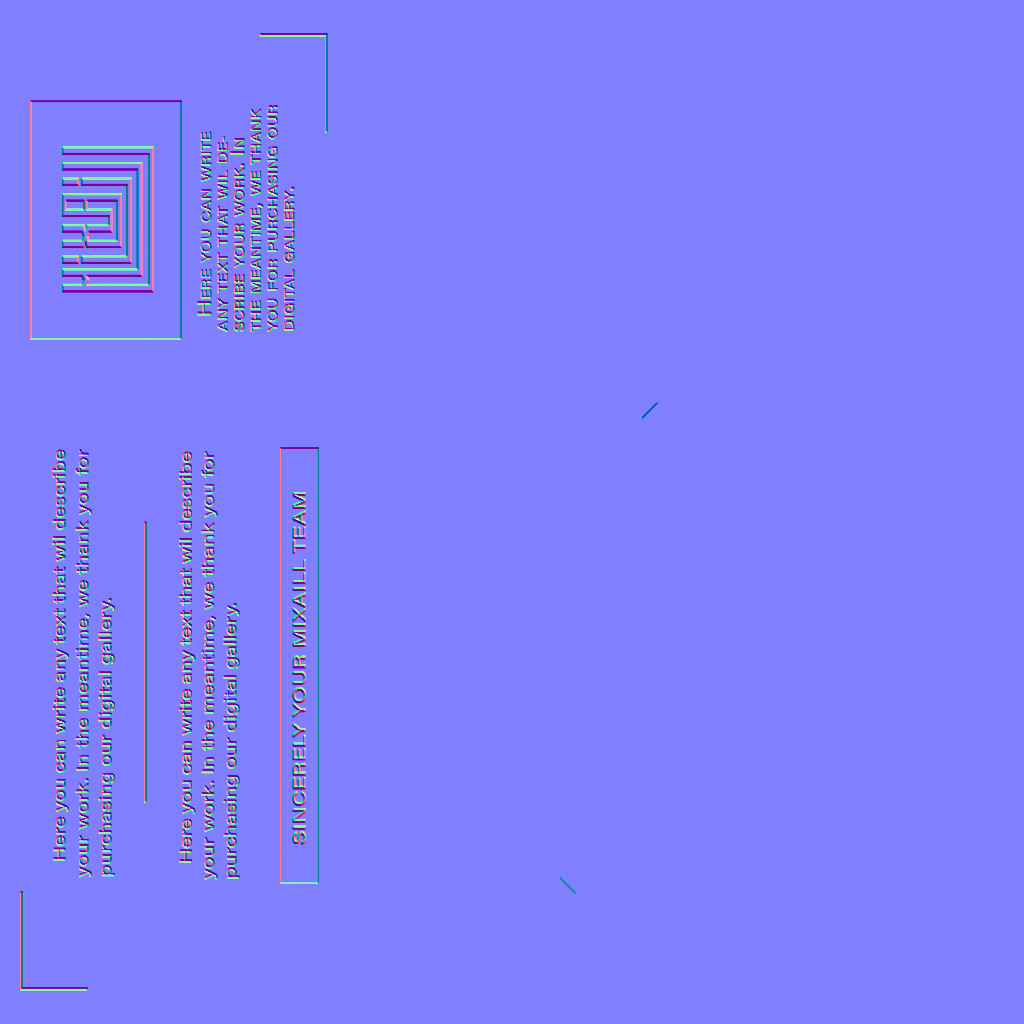 Here you can write
any text that wil de-
scribe your work. In
the meantime, we thank
you for purchasing our
digital gallery.
Here you can write any text that wil describe
your work. In the meantime, we thank you for
purchasing our digital gallery.
Here you can write any text that wil describe
your work. In the meantime, we thank you for
purchasing our digital gallery.
SINCERELY YOUR MIXAILL TEAM